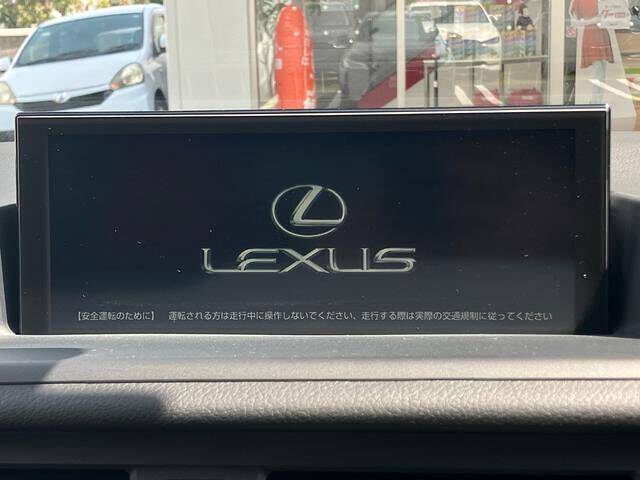 LEXUS
【安全運転のために】 運転される方は走行中に操作しないでください、走行する際は実際の交通規制に従ってください